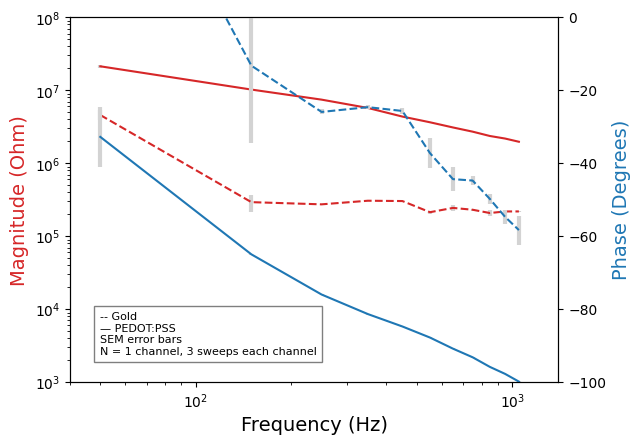 10^8
10^7
10^6
10^5
10^4
10^3
Magnitude (Ohm)
0
−20
−40
−60
−80
−100
Phase (Degrees)
-- Gold
— PEDOT:PSS
SEM error bars
N = 1 channel, 3 sweeps each channel
10^2
10^3
Frequency (Hz)